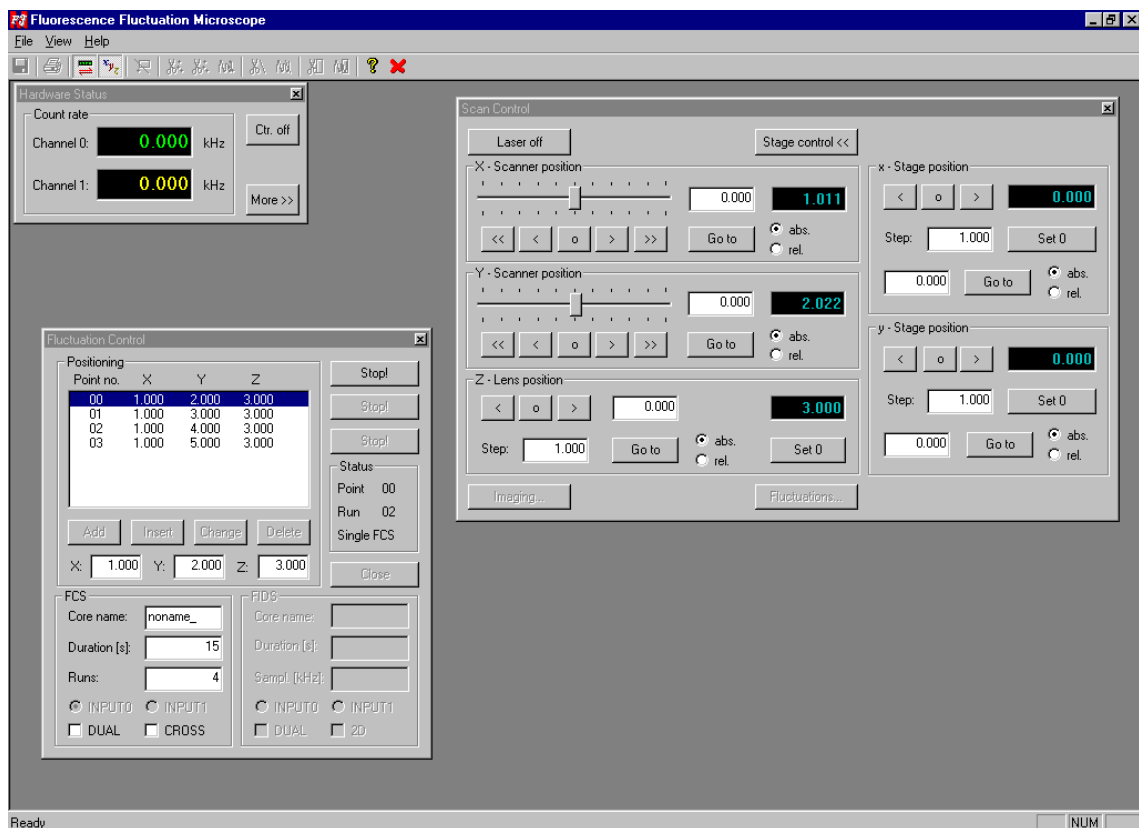 Fluorescence Fluctuation Microscope
File View Help
Hardware Status
Count rate
Channel 0: 0.000 kHz
Ctr. off
Channel 1: 0.000 kHz
More >>
Scan Control
Laser off
Stage control <<
X - Scanner position
0.000 1.011
<< < o > >> Go to abs.
rel.
Y - Scanner position
0.000 2.022
<< < o > >> Go to abs.
rel.
Z - Lens position
< o > 0.000 3.000
Step: 1.000 Go to abs.
rel.
Set 0
Imaging... Fluctuations...
x - Stage position
< o > 0.000
Step: 1.000 Set 0
0.000 Go to abs.
rel.
y - Stage position
< o > 0.000
Step: 1.000 Set 0
0.000 Go to abs.
rel.
Fluctuation Control
Positioning
Point no. X Y Z
00 1.000 2.000 3.000
01 1.000 3.000 3.000
02 1.000 4.000 3.000
03 1.000 5.000 3.000
Add Insert Change Delete
X: 1.000 Y: 2.000 Z: 3.000
Stop!
Stop!
Stop!
Status
Point 00
Run 02
Single FCS
Close
FCS
Core name: noname_
Duration [s]: 15
Runs: 4
INPUT0 INPUT1
DUAL CROSS
FIDS
Core name:
Duration [s]:
Sampl. [kHz]:
INPUT0 INPUT1
DUAL 2D
Ready
NUM